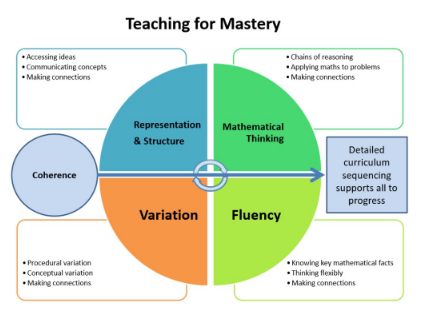 Teaching for Mastery
• Accessing ideas
• Communicating concepts
• Making connections
• Chains of reasoning
• Applying maths to problems
• Making connections
Representation
& Structure
Mathematical
Thinking
Coherence
Detailed
curriculum
sequencing
supports all to
progress
Variation
Fluency
• Procedural variation
• Conceptual variation
• Making connections
• Knowing key mathematical facts
• Thinking flexibly
• Making connections